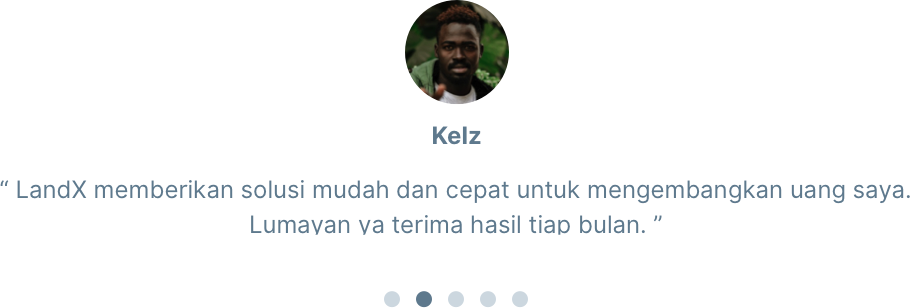 Kelz
“ LandX memberikan solusi mudah dan cepat untuk mengembangkan uang saya.
Lumayan ya terima hasil tiap bulan. ”